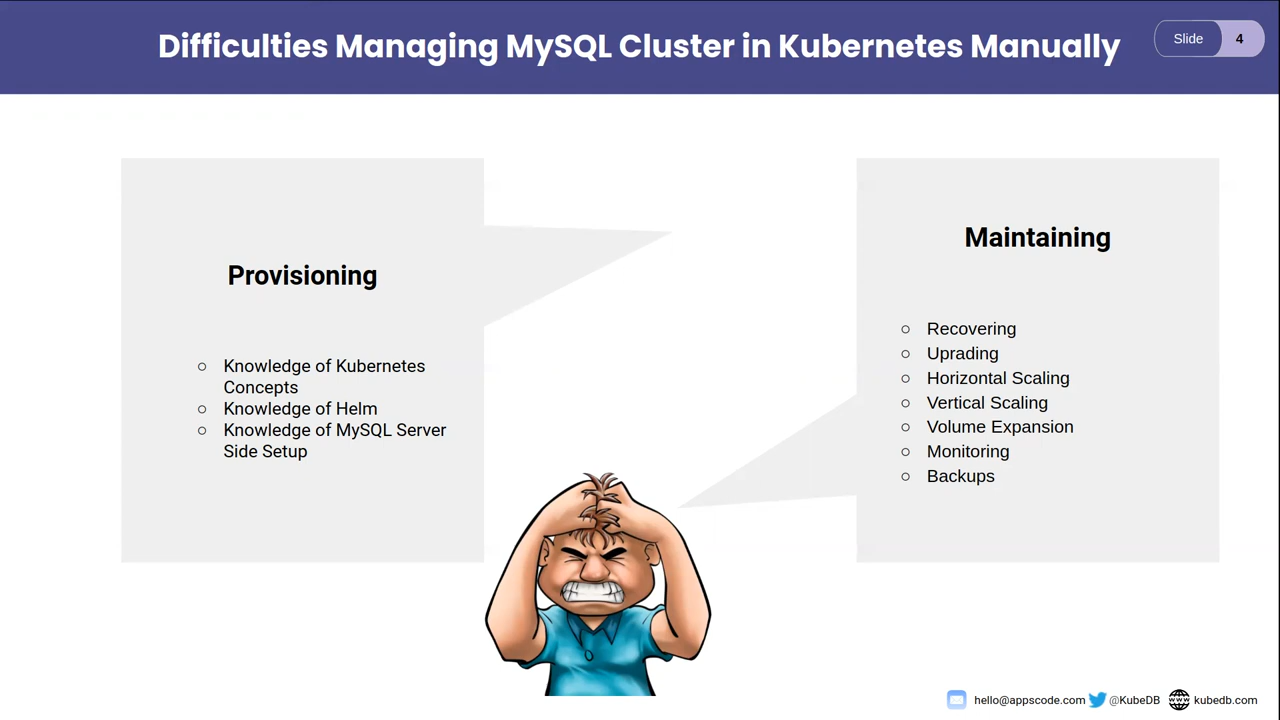 Difficulties Managing MySQL Cluster in Kubernetes Manually
Slide 4
Provisioning
Knowledge of Kubernetes
Concepts
Knowledge of Helm
Knowledge of MySQL Server
Side Setup
Maintaining
Recovering
Uprading
Horizontal Scaling
Vertical Scaling
Volume Expansion
Monitoring
Backups
hello@appscode.com @KubeDB www kubedb.com